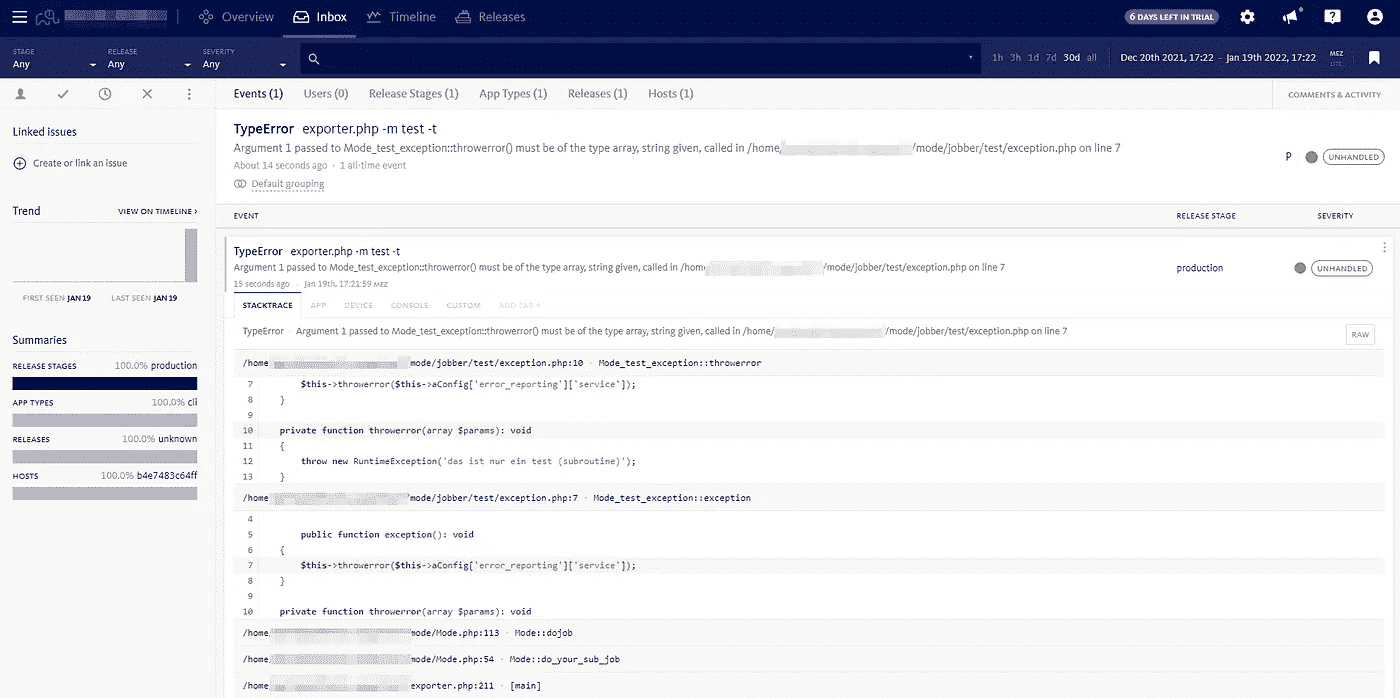 Overview Inbox Timeline Releases 6 DAYS LEFT IN TRIAL
STAGE RELEASE SEVERITY
Any Any Any 1h 3h 1d 7d 30d all Dec 20th 2021, 17:22 – Jan 19th 2022, 17:22 MEZ UTC
Events (1) Users (0) Release Stages (1) App Types (1) Releases (1) Hosts (1) COMMENTS & ACTIVITY
Linked issues
Create or link an issue
Trend VIEW ON TIMELINE ›
FIRST SEEN JAN 19 LAST SEEN JAN 19
Summaries
RELEASE STAGES 100.0% production
APP TYPES 100.0% cli
RELEASES 100.0% unknown
HOSTS 100.0% b4e7483c64ff
TypeError exporter.php -m test -t
Argument 1 passed to Mode_test_exception::throwerror() must be of the type array, string given, called in /home/ /mode/jobber/test/exception.php on line 7
About 14 seconds ago · 1 all-time event
P UNHANDLED
Default grouping
EVENT RELEASE STAGE SEVERITY
TypeError exporter.php -m test -t
Argument 1 passed to Mode_test_exception::throwerror() must be of the type array, string given, called in /home /mode/jobber/test/exception.php on line 7
production UNHANDLED
15 seconds ago - Jan 19th, 17:21:59 MEZ
STACKTRACE APP DEVICE CONSOLE CUSTOM ADD TAB +
TypeError · Argument 1 passed to Mode_test_exception::throwerror() must be of the type array, string given, called in /home/ /mode/jobber/test/exception.php on line 7
RAW
/home mode/jobber/test/exception.php:10 · Mode_test_exception::throwerror
7 $this->throwerror($this->aConfig['error_reporting']['service']);
8 }
9
10 private function throwerror(array $params): void
11 {
12 throw new RuntimeException('das ist nur ein test (subroutine)');
13 }
/home mode/jobber/test/exception.php:7 · Mode_test_exception::exception
4
5 public function exception(): void
6 {
7 $this->throwerror($this->aConfig['error_reporting']['service']);
8 }
9
10 private function throwerror(array $params): void
/home mode/Mode.php:113 · Mode::dojob
/home mode/Mode.php:54 · Mode::do_your_sub_job
/home exporter.php:211 · [main]